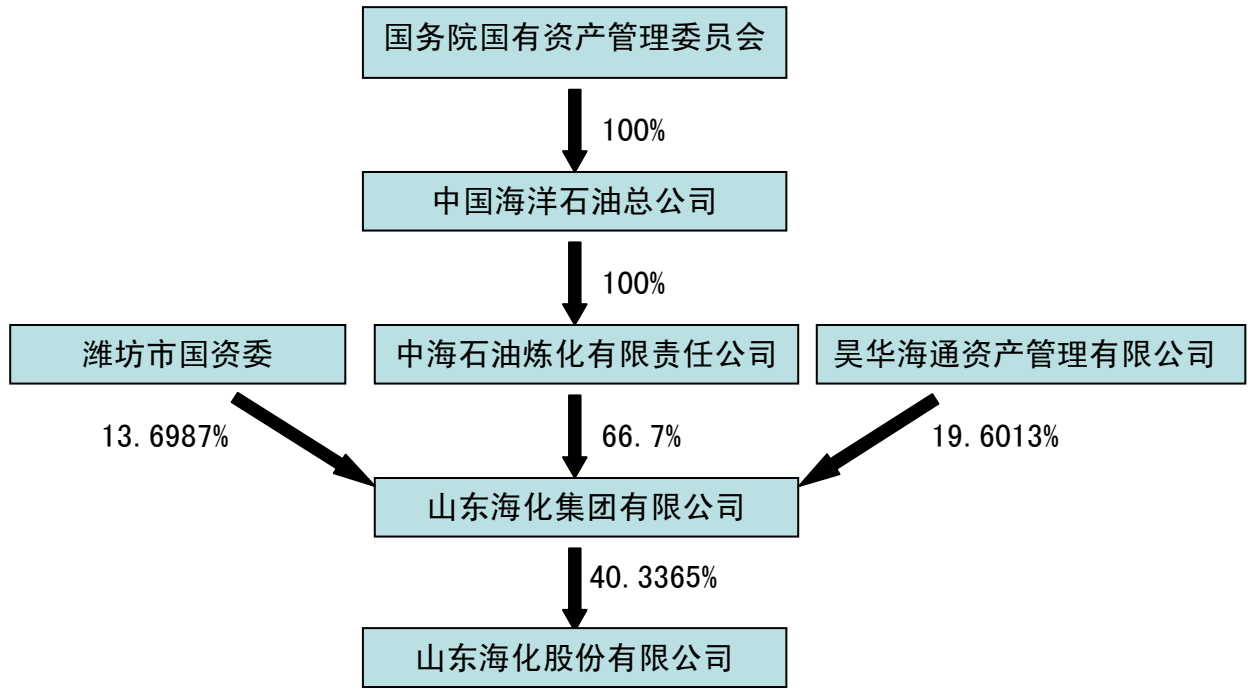 国务院国有资产管理委员会
100%
中国海洋石油总公司
100%
潍坊市国资委
中海石油炼化有限责任公司
昊华海通资产管理有限公司
13.6987%
66.7%
19.6013%
山东海化集团有限公司
40.3365%
山东海化股份有限公司